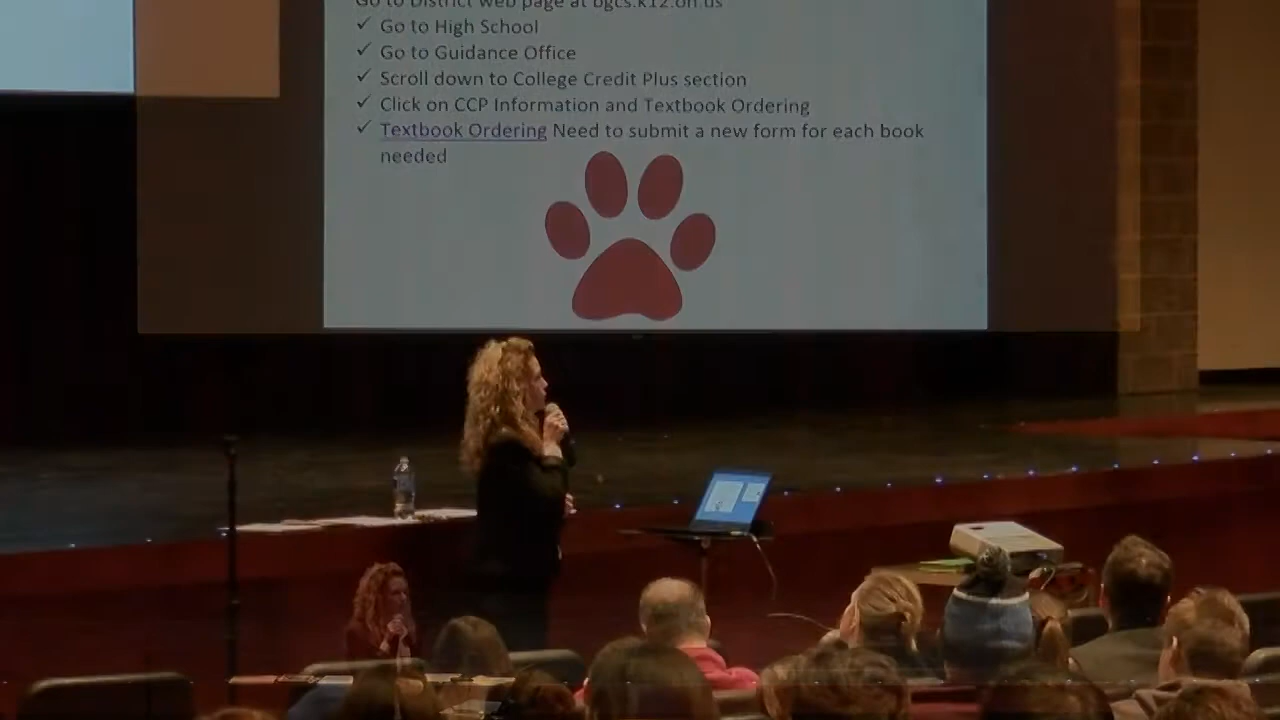 Go to District web page at bgcs.k12.oh.us
✓ Go to High School
✓ Go to Guidance Office
✓ Scroll down to College Credit Plus section
✓ Click on CCP Information and Textbook Ordering
✓ Textbook Ordering Need to submit a new form for each book
needed